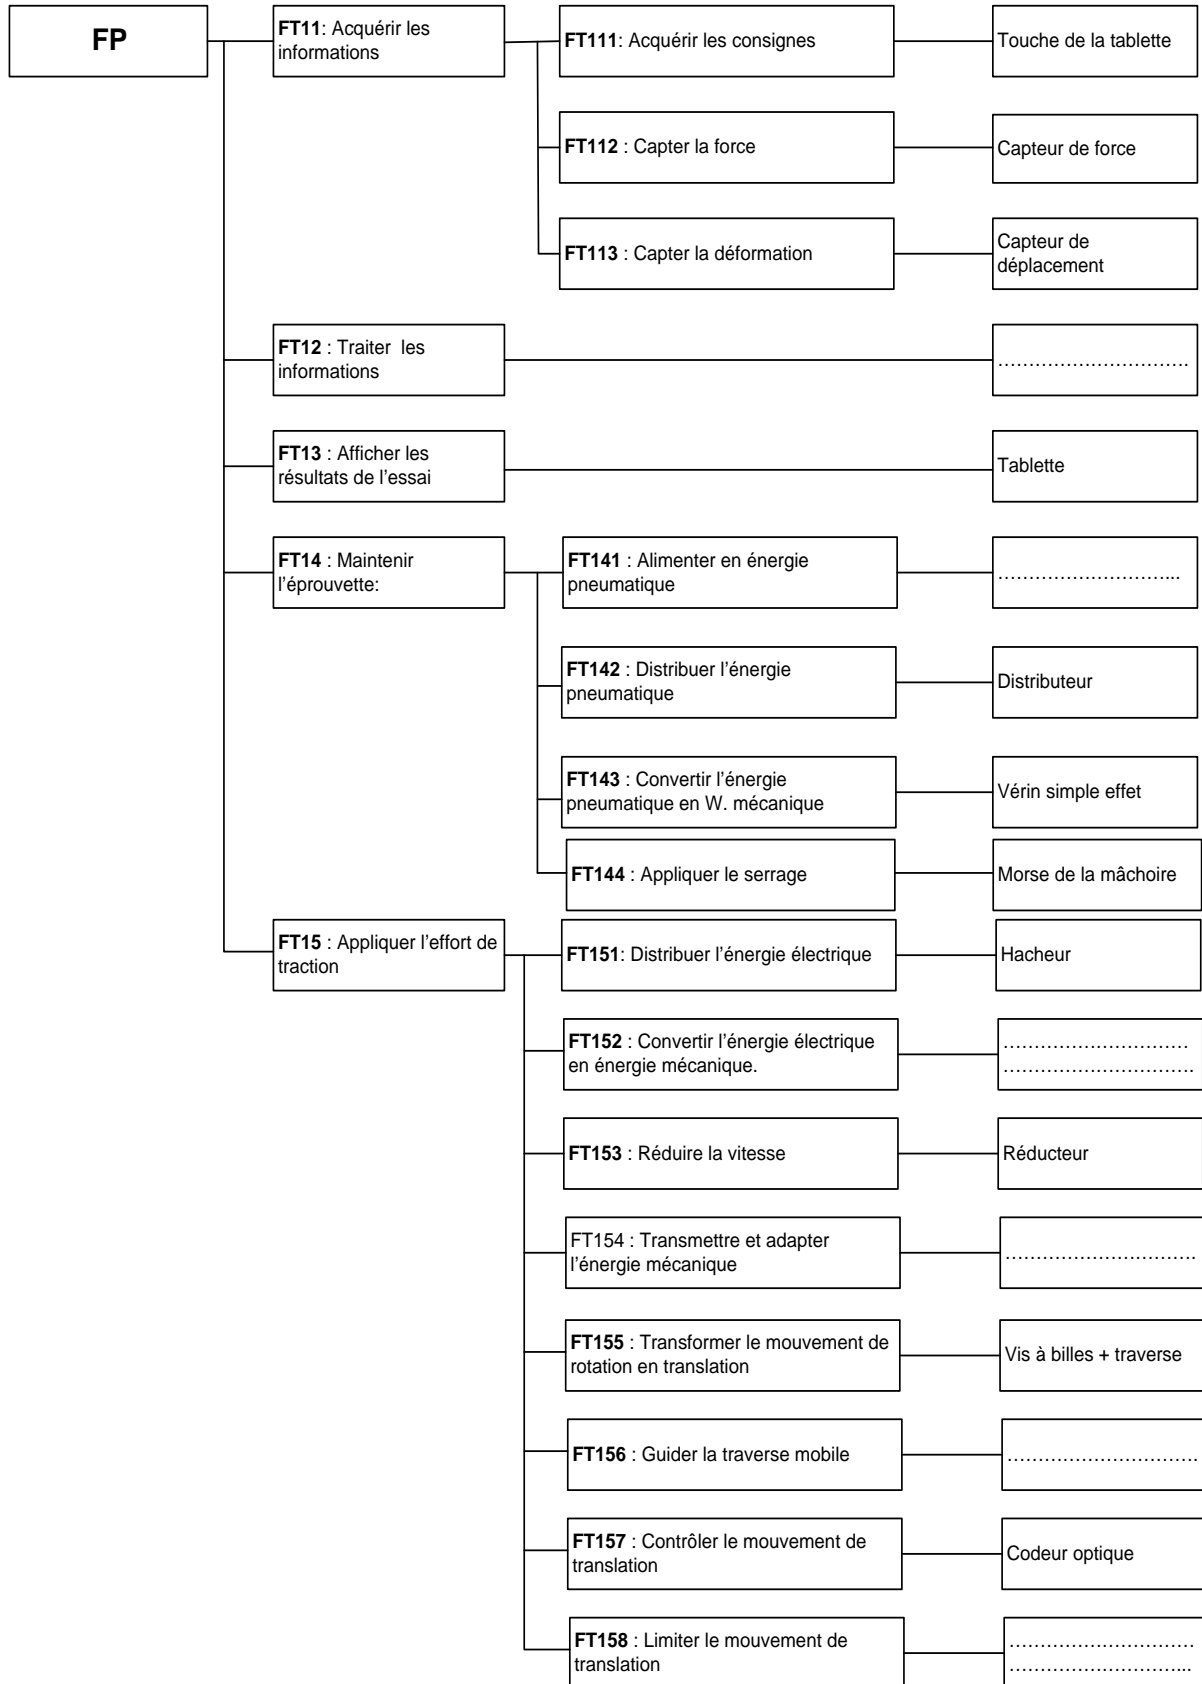 FP
FT11: Acquérir les
informations
FT111: Acquérir les consignes
Touche de la tablette
FT112 : Capter la force
Capteur de force
FT113 : Capter la déformation
Capteur de
déplacement
FT12 : Traiter les
informations
………………………….
FT13 : Afficher les
résultats de l’essai
Tablette
FT14 : Maintenir
l’éprouvette:
FT141 : Alimenter en énergie
pneumatique
………………………...
FT142 : Distribuer l’énergie
pneumatique
Distributeur
FT143 : Convertir l’énergie
pneumatique en W. mécanique
Vérin simple effet
FT144 : Appliquer le serrage
Morse de la mâchoire
FT15 : Appliquer l’effort de
traction
FT151: Distribuer l’énergie électrique
Hacheur
FT152 : Convertir l’énergie électrique
en énergie mécanique.
…………………………
………………………….
FT153 : Réduire la vitesse
Réducteur
FT154 : Transmettre et adapter
l’énergie mécanique
………………………….
FT155 : Transformer le mouvement de
rotation en translation
Vis à billes + traverse
FT156 : Guider la traverse mobile
………………………….
FT157 : Contrôler le mouvement de
translation
Codeur optique
FT158 : Limiter le mouvement de
translation
…………………………
………………………...